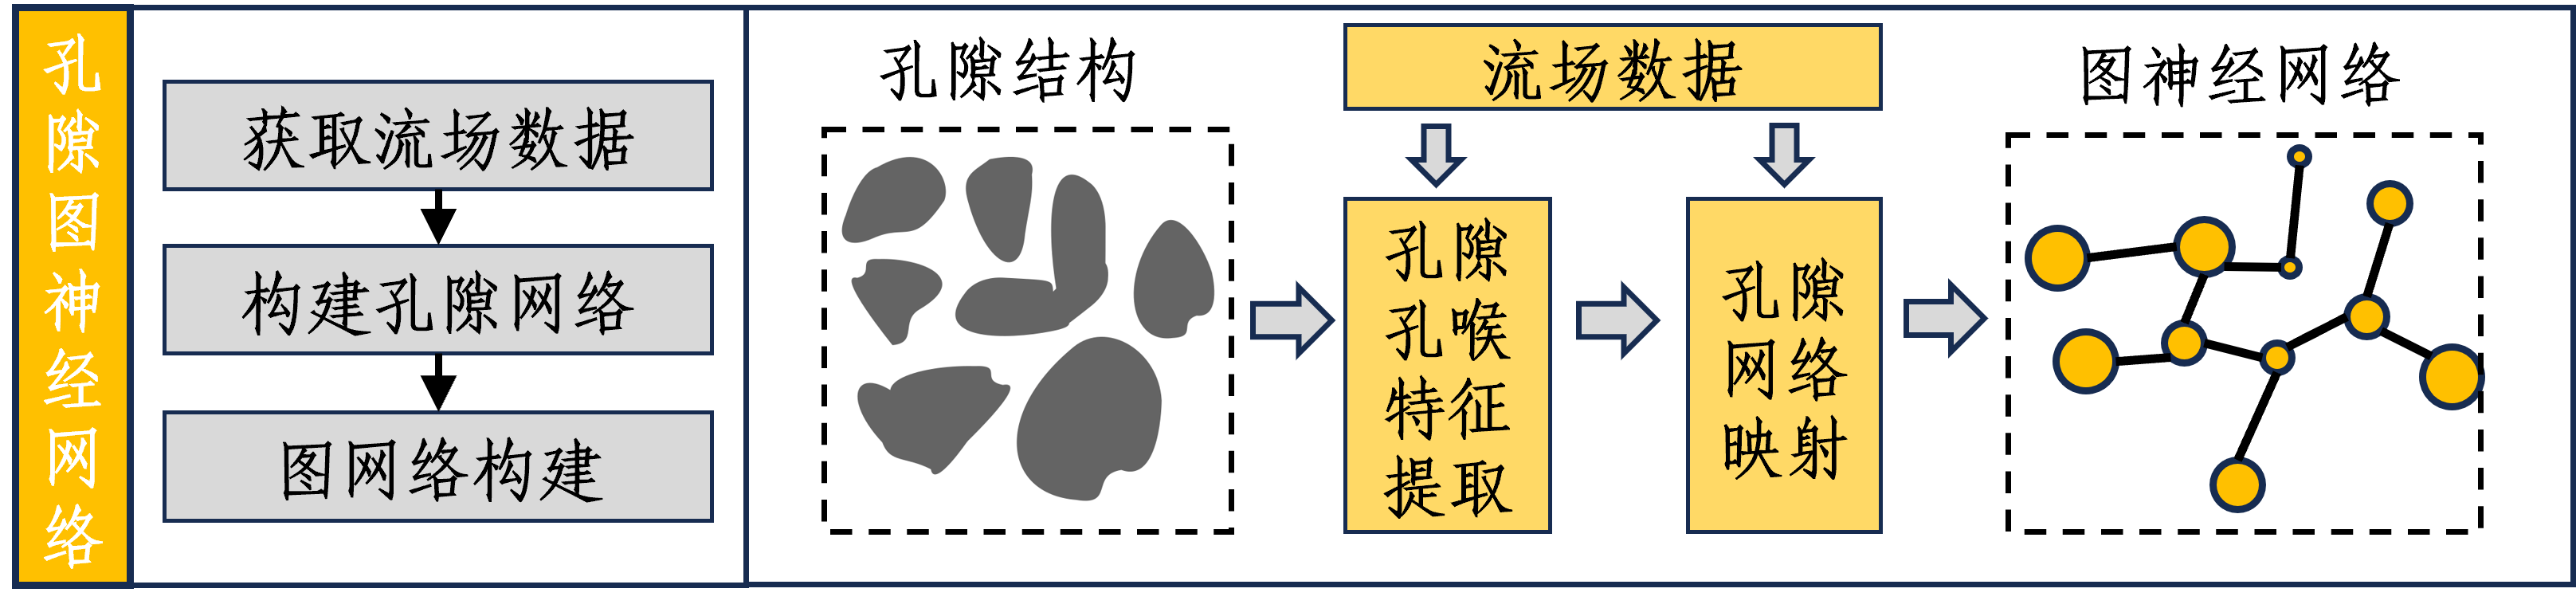 孔隙图神经网络
获取流场数据
构建孔隙网络
图网络构建
孔隙结构
流场数据
孔隙
孔喉
特征
提取
孔隙
网络
映射
图神经网络